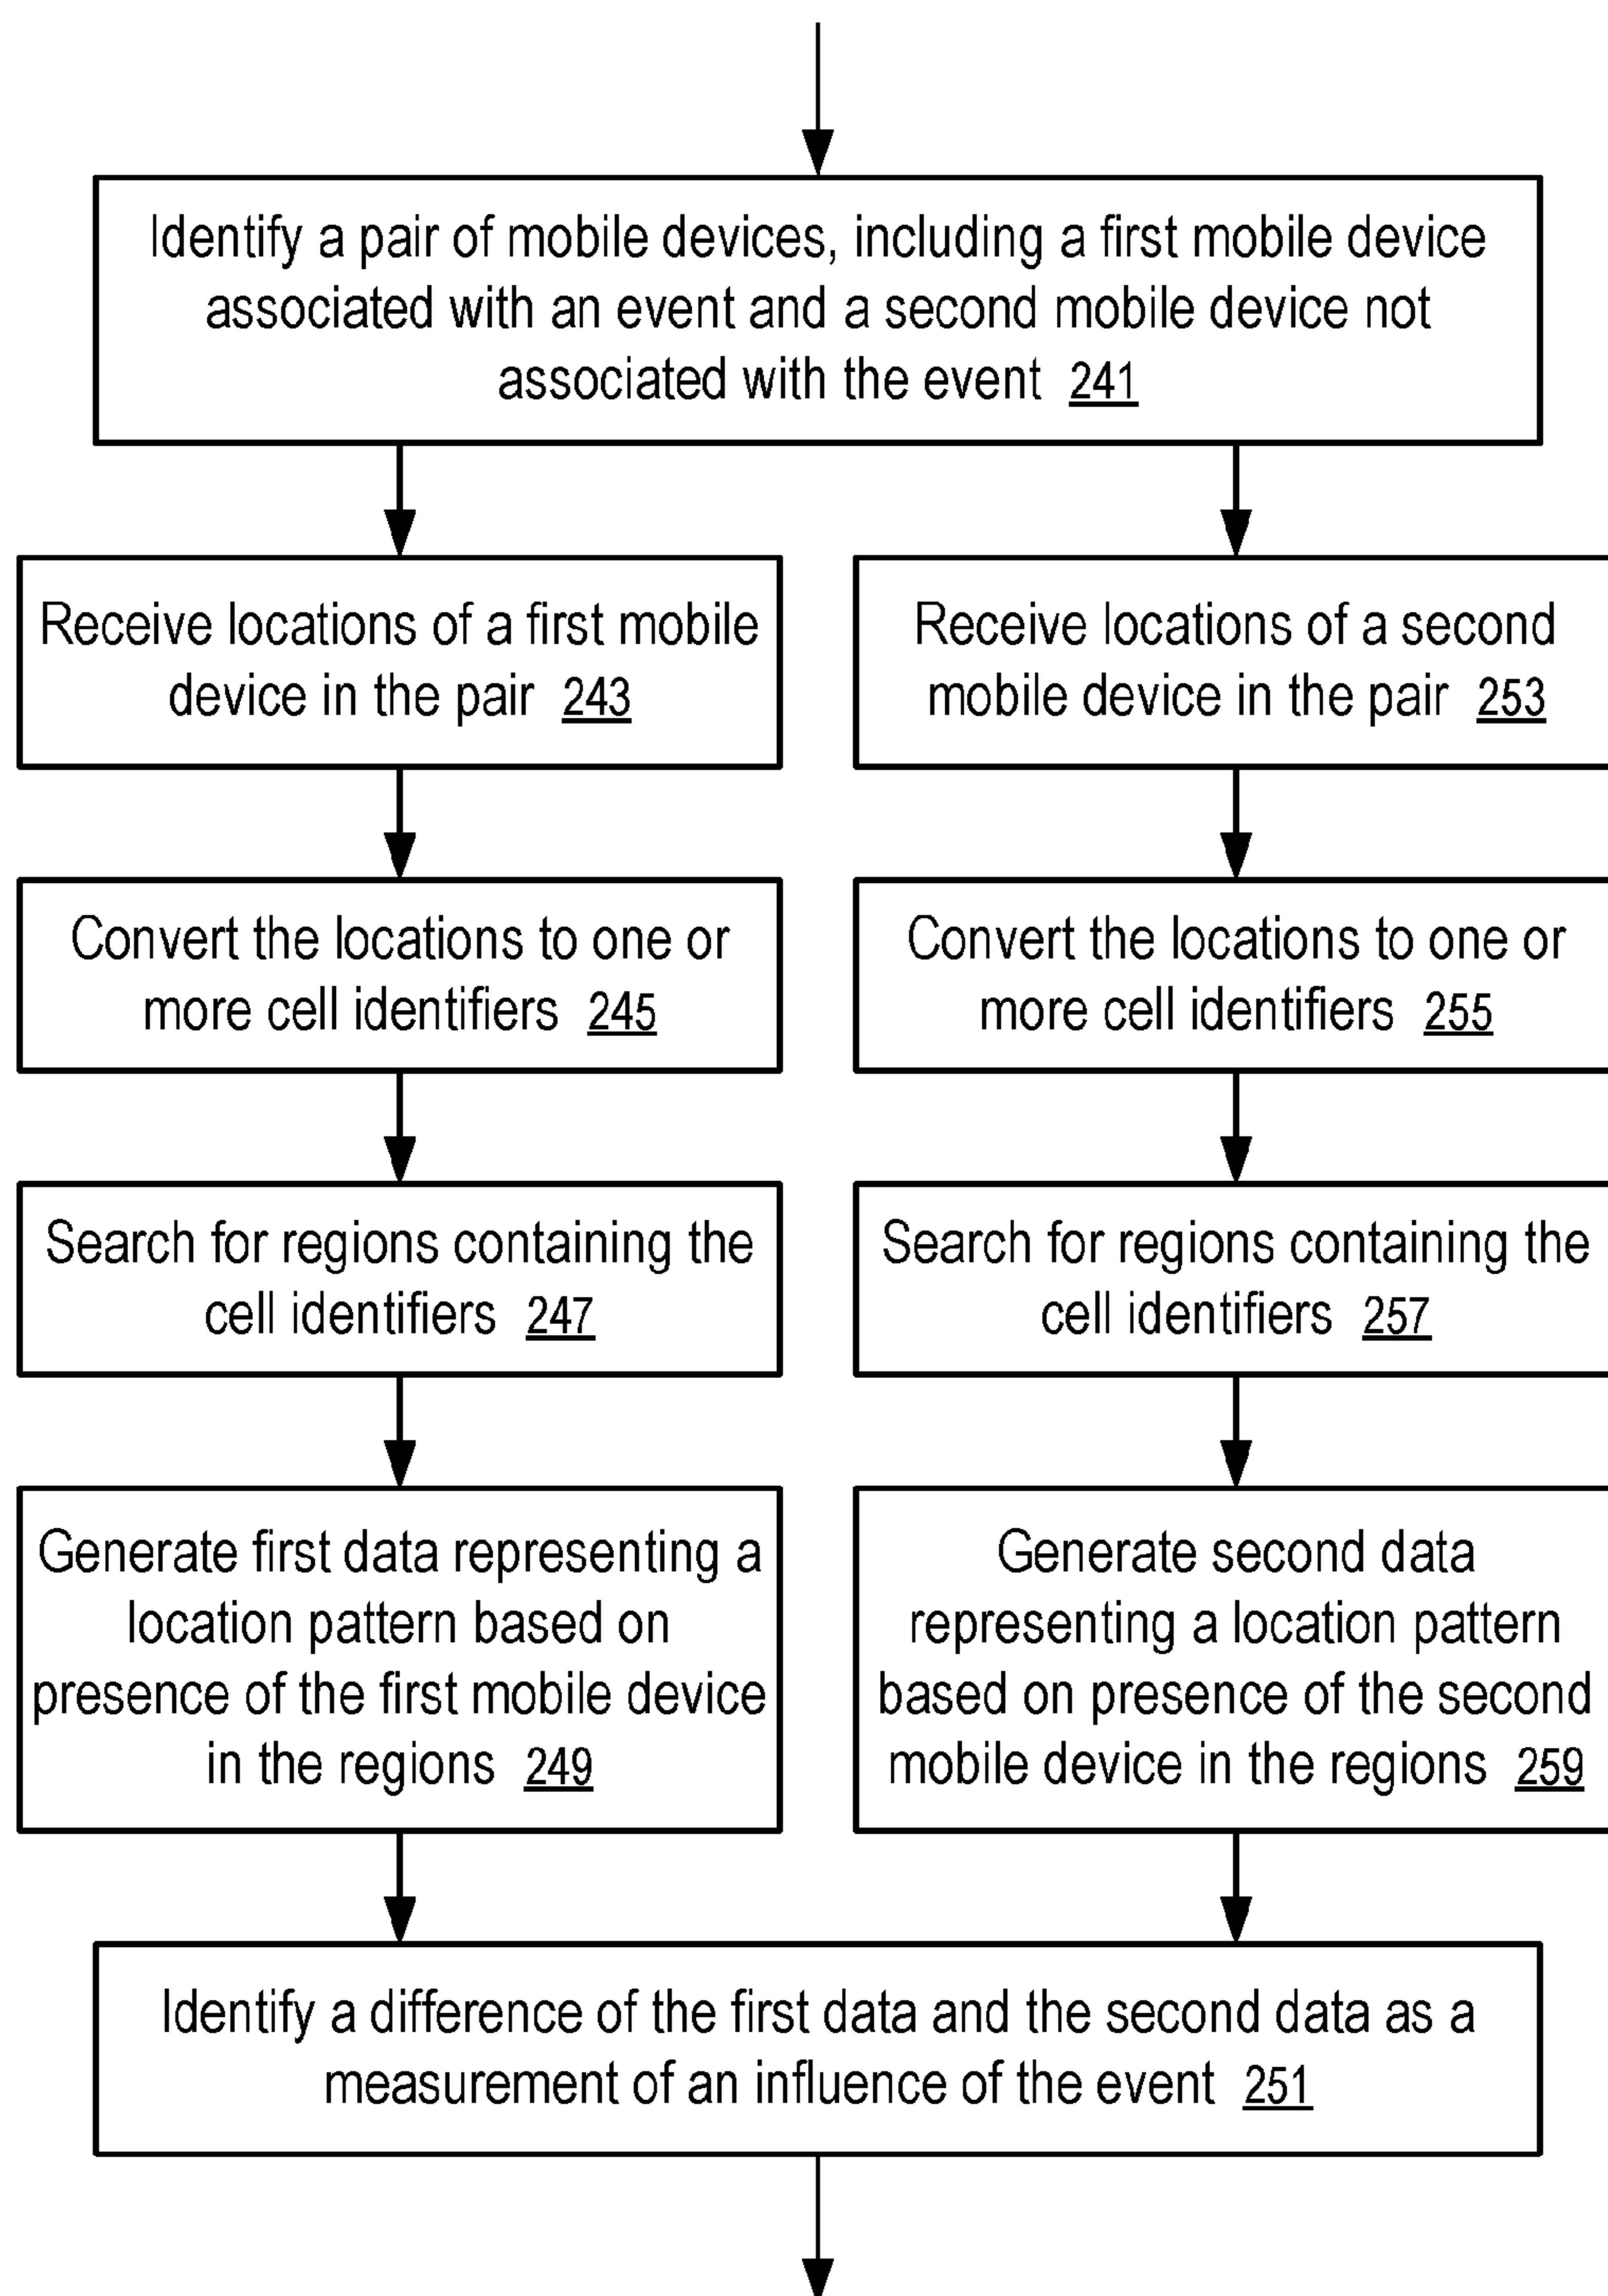 Identify a pair of mobile devices, including a first mobile device
associated with an event and a second mobile device not
associated with the event 241
Receive locations of a first mobile
device in the pair 243
Receive locations of a second
mobile device in the pair 253
Convert the locations to one or
more cell identifiers 245
Convert the locations to one or
more cell identifiers 255
Search for regions containing the
cell identifiers 247
Search for regions containing the
cell identifiers 257
Generate first data representing a
location pattern based on
presence of the first mobile device
in the regions 249
Generate second data
representing a location pattern
based on presence of the second
mobile device in the regions 259
Identify a difference of the first data and the second data as a
measurement of an influence of the event 251